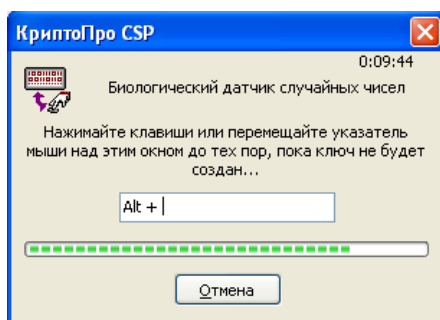 КриптоПро CSP
0:09:44
Биологический датчик случайных чисел
Нажимайте клавиши или перемещайте указатель
мыши над этим окном до тех пор, пока ключ не будет
создан...
Alt +
Отмена